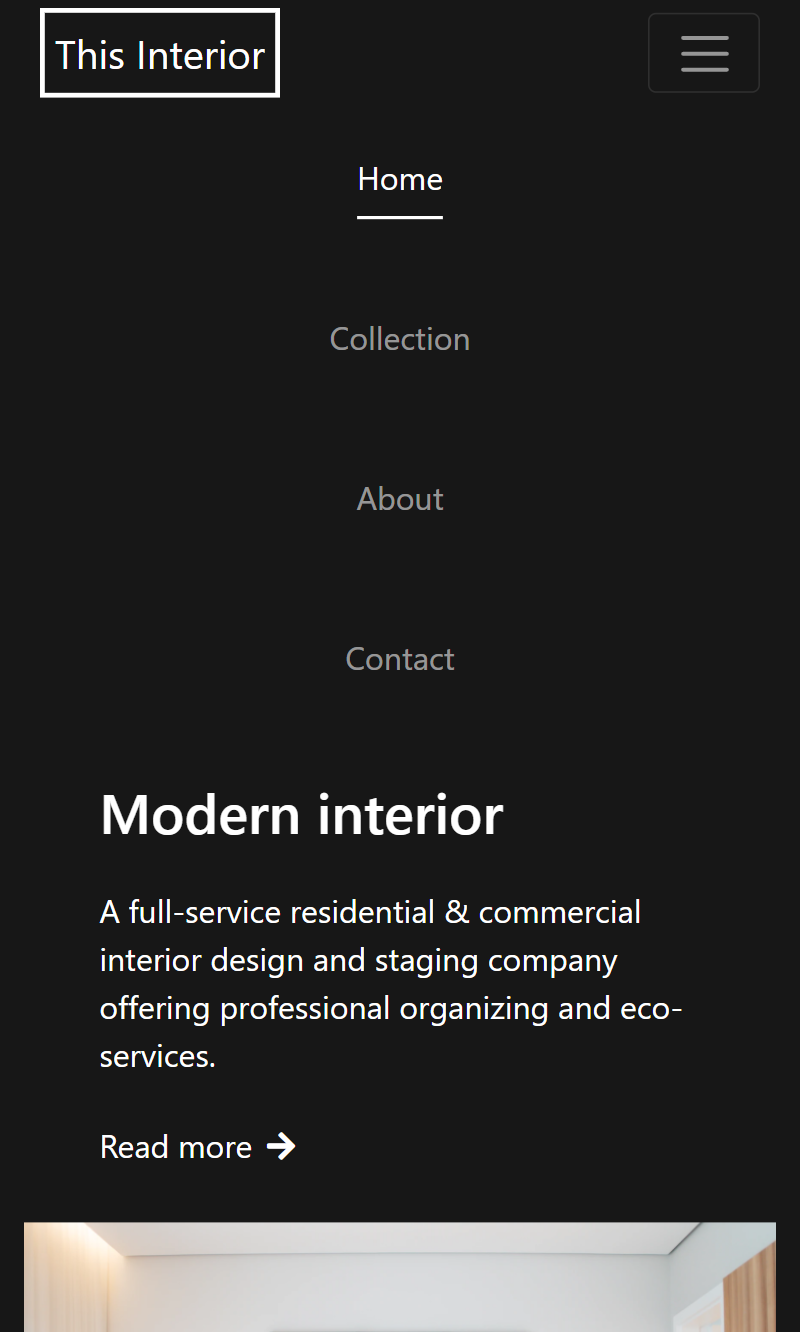 This Interior
Home
Collection
About
Contact
Modern interior
A full-service residential & commercial
interior design and staging company
offering professional organizing and eco-
services.
Read more